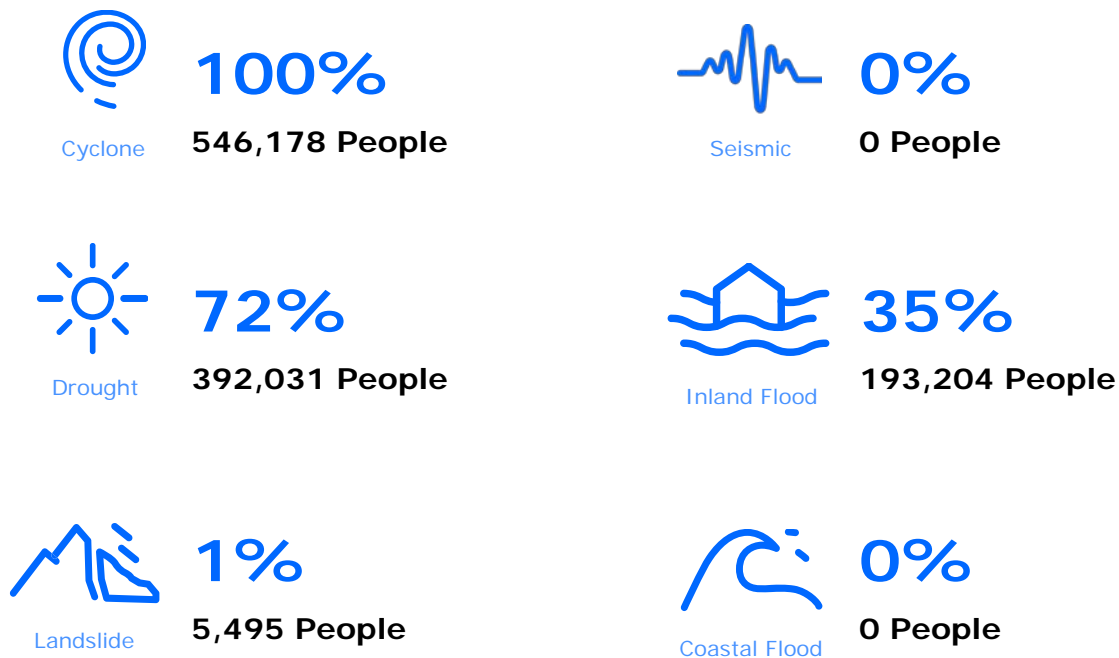 100%
546,178 People
Cyclone
0%
0 People
Seismic
72%
392,031 People
Drought
35%
193,204 People
Inland Flood
1%
5,495 People
Landslide
0%
0 People
Coastal Flood